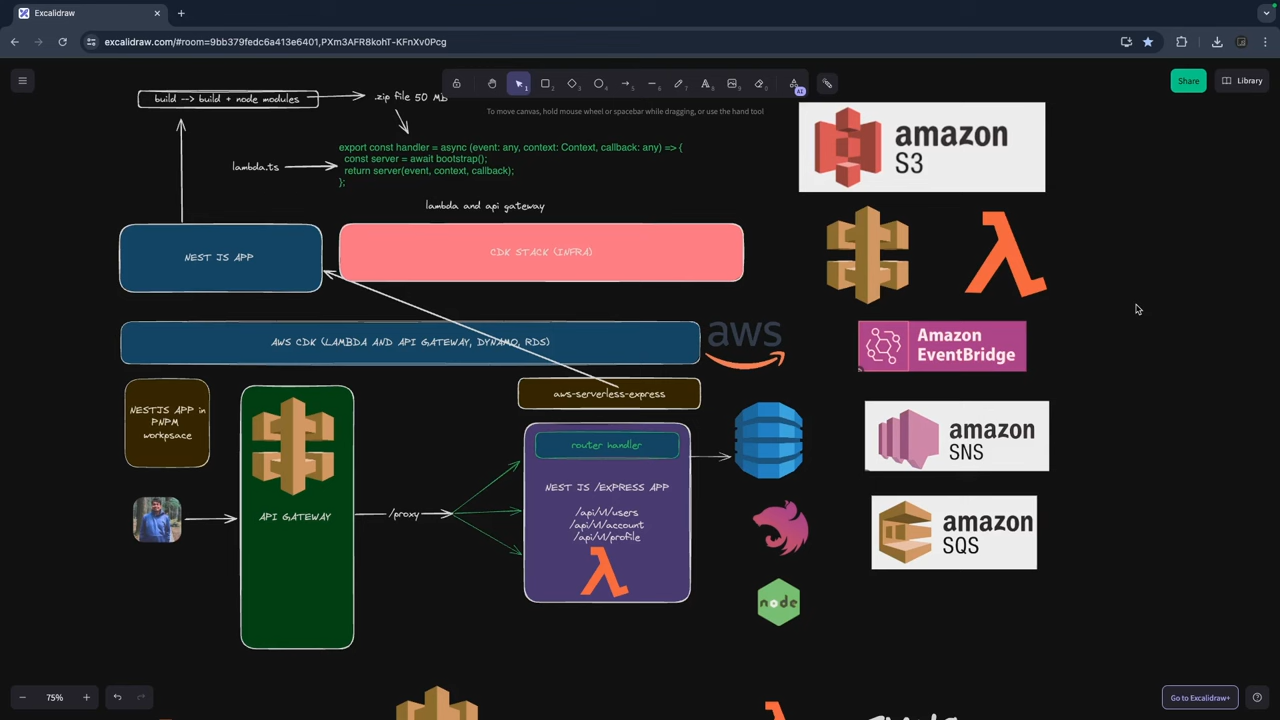 Excalidraw
excalidraw.com/#room=9bb379fedc6a413e6401,PXm3AFR8kohT-KFnXv0Pcg
Share
Library
To move canvas, hold mouse wheel or spacebar while dragging, or use the hand tool
build --> build + node modules
.zip file 50 Mb
lambda.ts
export const handler = async (event: any, context: Context, callback: any) => {
const server = await bootstrap();
return server(event, context, callback);
};
lambda and api gateway
NEST JS APP
CDK STACK (INFRA)
AWS CDK (LAMBDA AND API GATEWAY, DYNAMO, RDS)
aws
NESTJS APP in
PNPM
workpsace
API GATEWAY
/proxy
aws-serverless-express
router handler
NEST JS /EXPRESS APP
/api/v1/users
/api/v1/account
/api/v1/profile
node
amazon
S3
Amazon
EventBridge
amazon
SNS
amazon
SQS
75%
Go to Excalidraw+